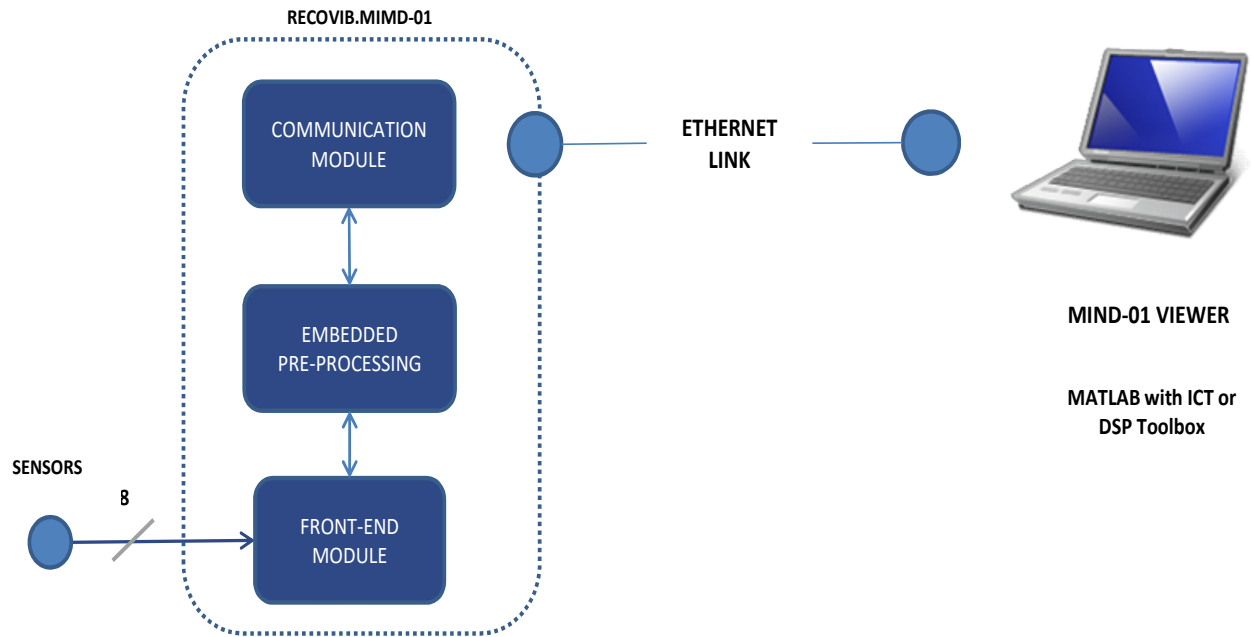 RECOVIB.MIMD-01
COMMUNICATION
MODULE
ETHERNET
LINK
EMBEDDED
PRE-PROCESSING
MIND-01 VIEWER
MATLAB with ICT or
DSP Toolbox
SENSORS
8
FRONT-END
MODULE